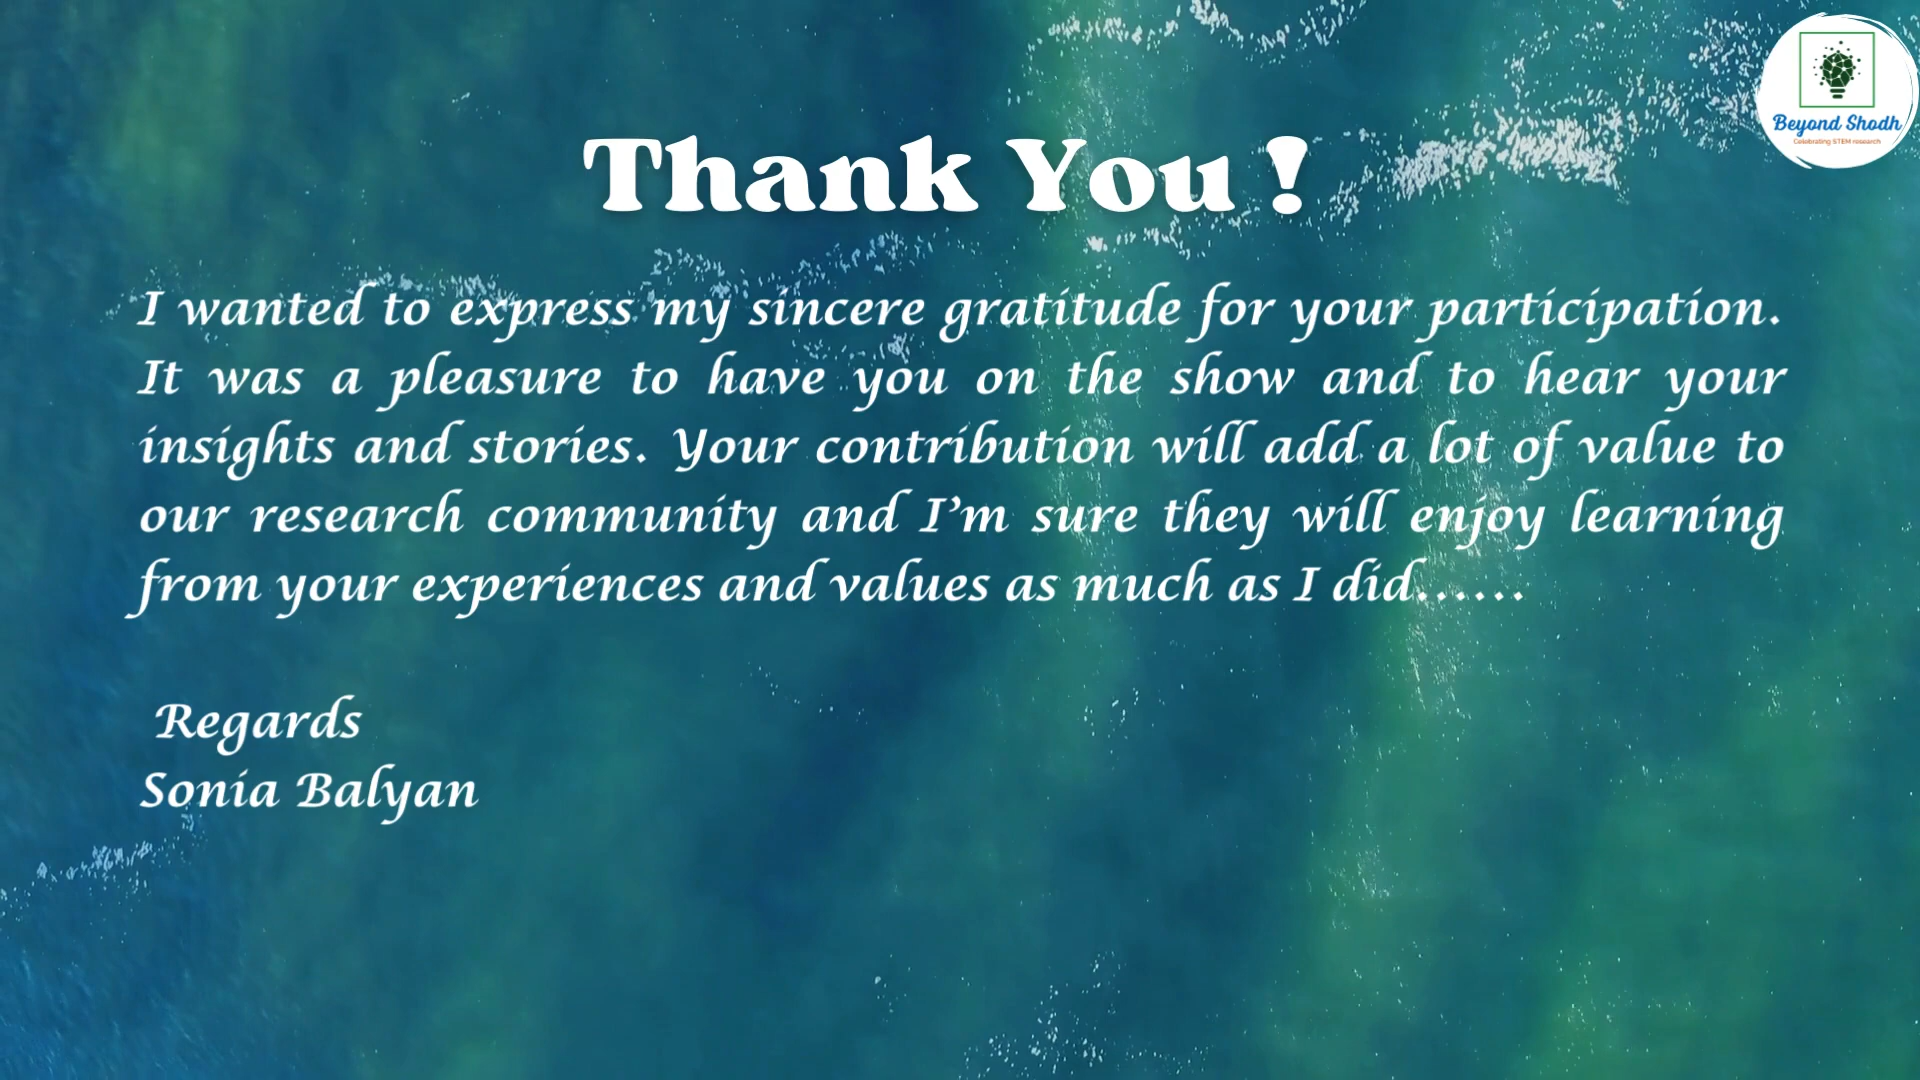 Beyond Shodh
Celebrating STEM research
Thank You !
I wanted to express my sincere gratitude for your participation.
It was a pleasure to have you on the show and to hear your
insights and stories. Your contribution will add a lot of value to
our research community and I'm sure they will enjoy learning
from your experiences and values as much as I did......
Regards
Sonia Balyan